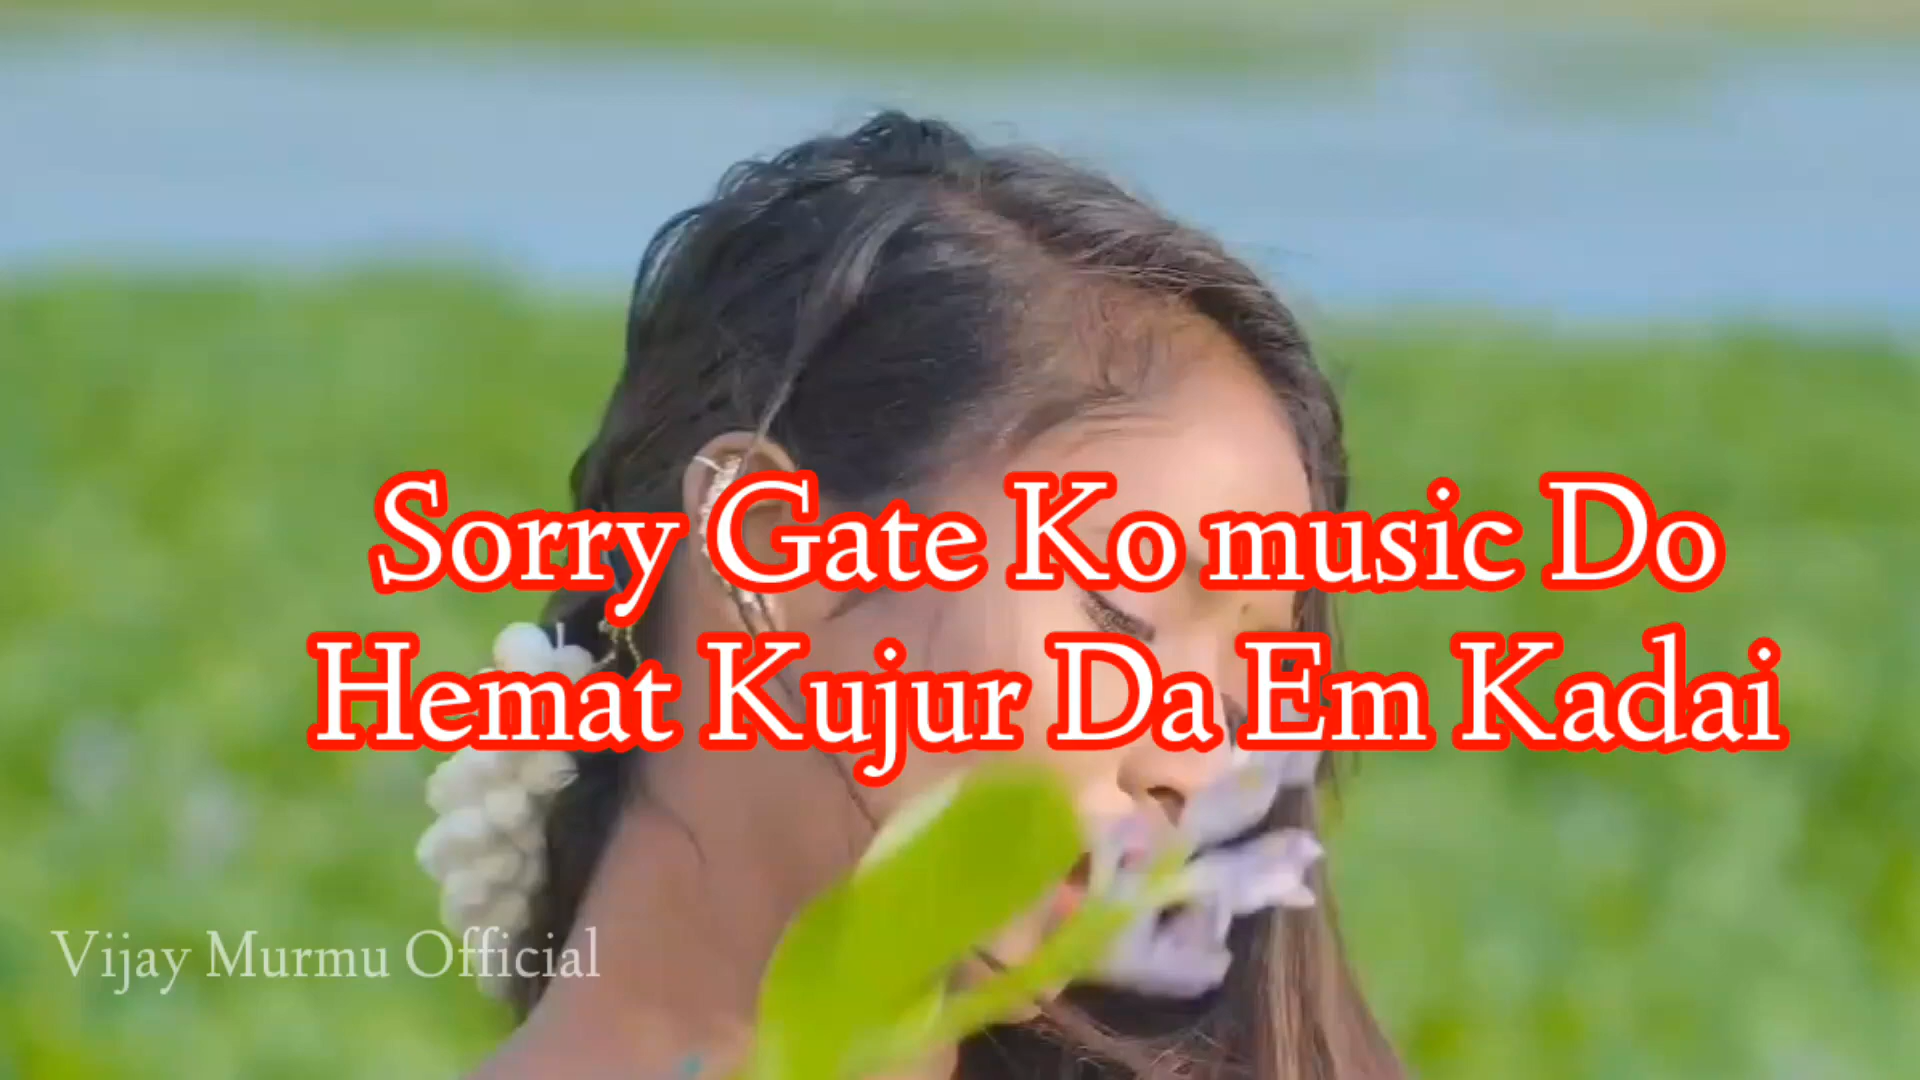 Sorry Gate Ko music Do
Hemat Kujur Da Em Kadai
Vijay Murmu Official